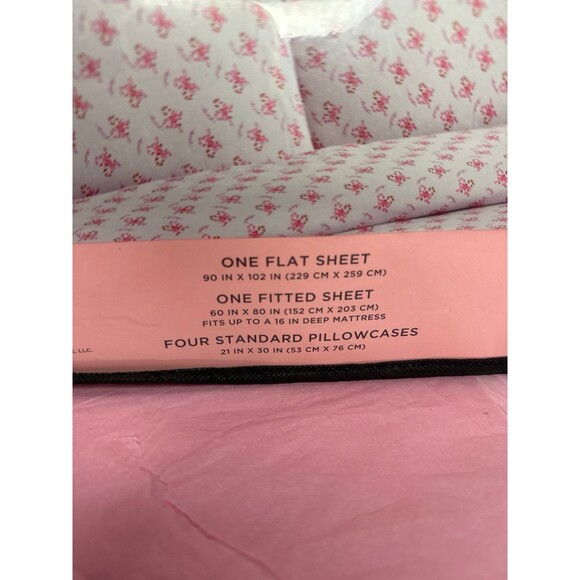 ONE FLAT SHEET
90 IN X 102 IN (229 CM X 259 CM)
ONE FITTED SHEET
60 IN X 80 IN (152 CM X 203 CM)
FITS UP TO A 16 IN DEEP MATTRESS
FOUR STANDARD PILLOWCASES
21 IN X 30 IN (53 CM X 76 CM)
LLC.